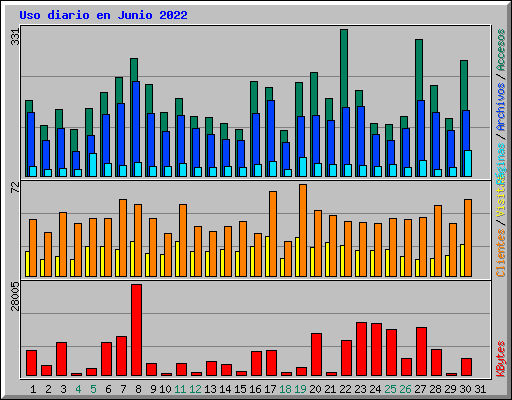 Uso diario en Junio 2022
331
72
28005
Accesos / Archivos / Páginas
Clientes / Visitas
KBytes
1 2 3 4 5 6 7 8 9 10 11 12 13 14 15 16 17 18 19 20 21 22 23 24 25 26 27 28 29 30 31